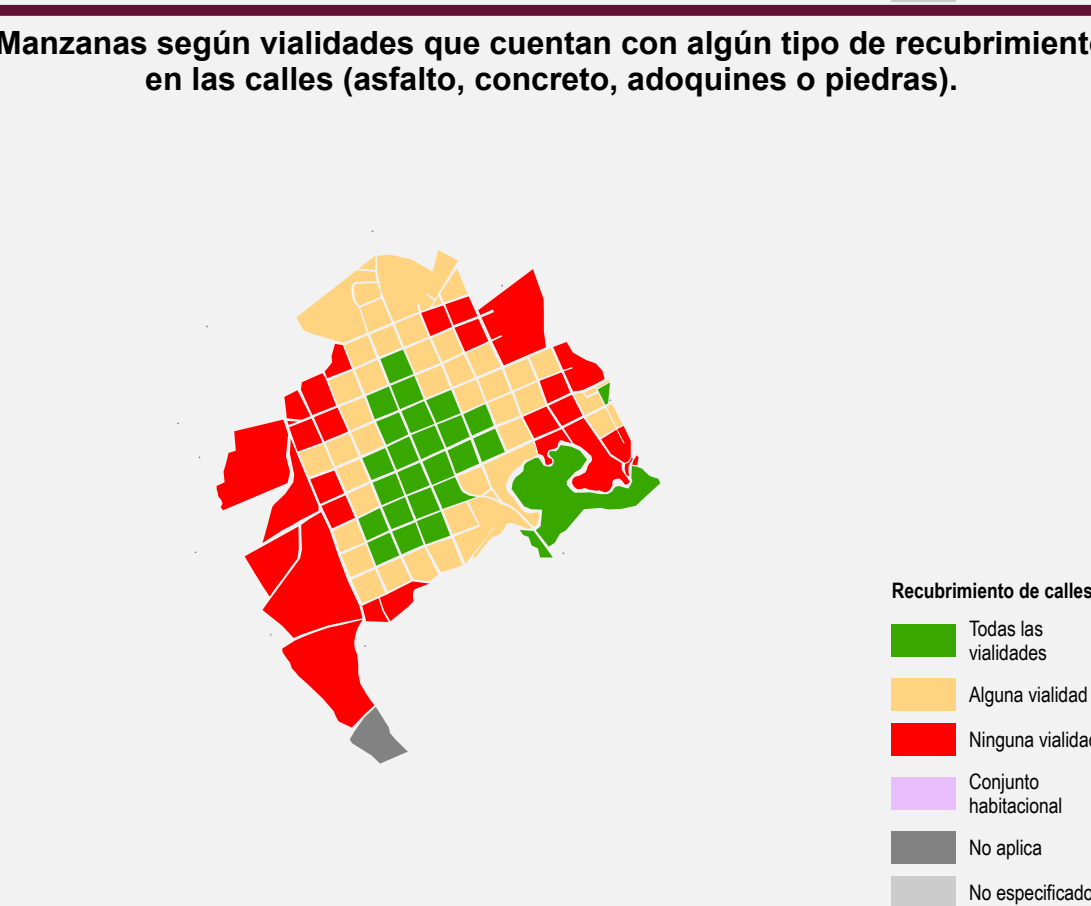 Manzanas según vialidades que cuentan con algún tipo de recubrimiento
en las calles (asfalto, concreto, adoquines o piedras).
Recubrimiento de calles
Todas las
vialidades
Alguna vialidad
Ninguna vialidad
Conjunto
habitacional
No aplica
No especificado